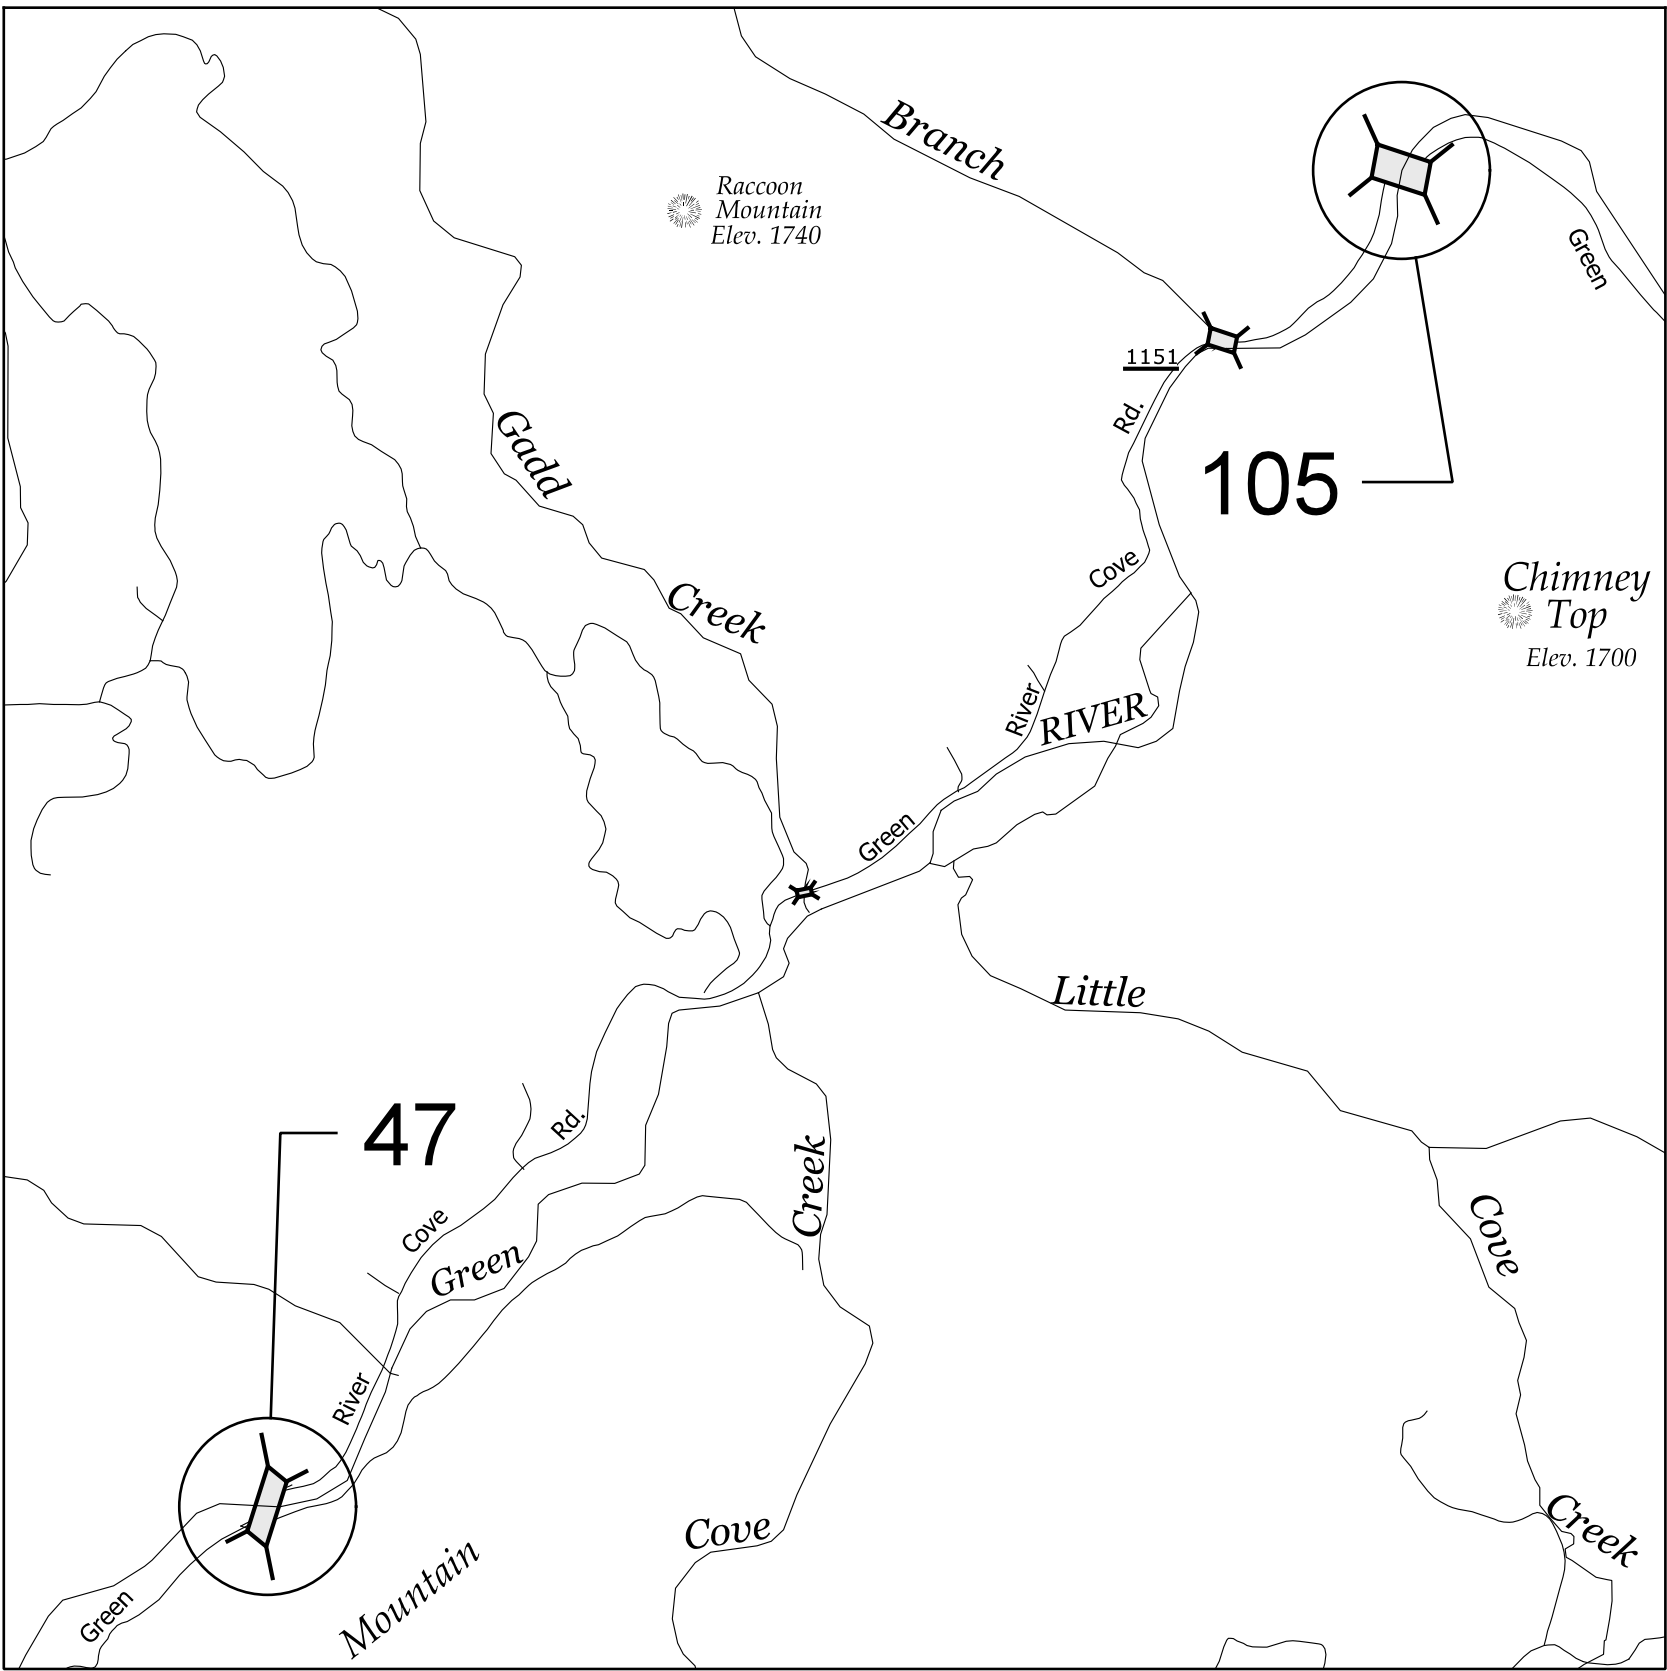 Branch
Raccoon
Mountain
Elev. 1740
Green
1151
Rd.
Gadd
105
Cove
Chimney
Top
Elev. 1700
Creek
River
RIVER
Green
Little
47
Rd.
Creek
Cove
Cove
Green
River
Creek
Cove
Mountain
Green